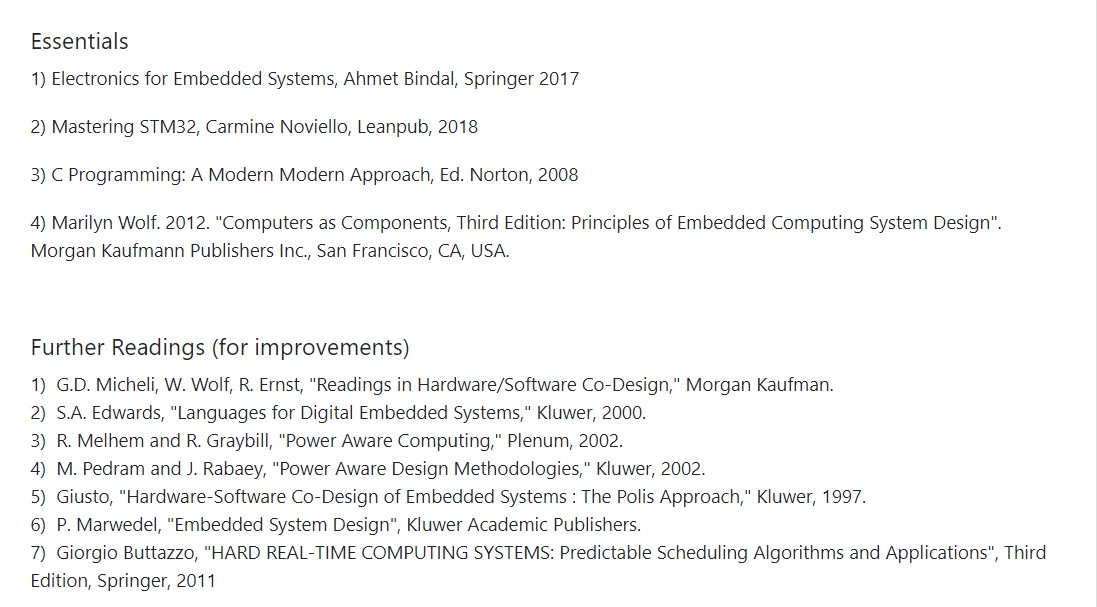 Essentials
1) Electronics for Embedded Systems, Ahmet Bindal, Springer 2017
2) Mastering STM32, Carmine Noviello, Leanpub, 2018
3) C Programming: A Modern Modern Approach, Ed. Norton, 2008
4) Marilyn Wolf. 2012. "Computers as Components, Third Edition: Principles of Embedded Computing System Design".
Morgan Kaufmann Publishers Inc., San Francisco, CA, USA.
Further Readings (for improvements)
1)  G.D. Micheli, W. Wolf, R. Ernst, "Readings in Hardware/Software Co-Design," Morgan Kaufman.
2)  S.A. Edwards, "Languages for Digital Embedded Systems," Kluwer, 2000.
3)  R. Melhem and R. Graybill, "Power Aware Computing," Plenum, 2002.
4)  M. Pedram and J. Rabaey, "Power Aware Design Methodologies," Kluwer, 2002.
5)  Giusto, "Hardware-Software Co-Design of Embedded Systems : The Polis Approach," Kluwer, 1997.
6)  P. Marwedel, "Embedded System Design", Kluwer Academic Publishers.
7)  Giorgio Buttazzo, "HARD REAL-TIME COMPUTING SYSTEMS: Predictable Scheduling Algorithms and Applications", Third
Edition, Springer, 2011